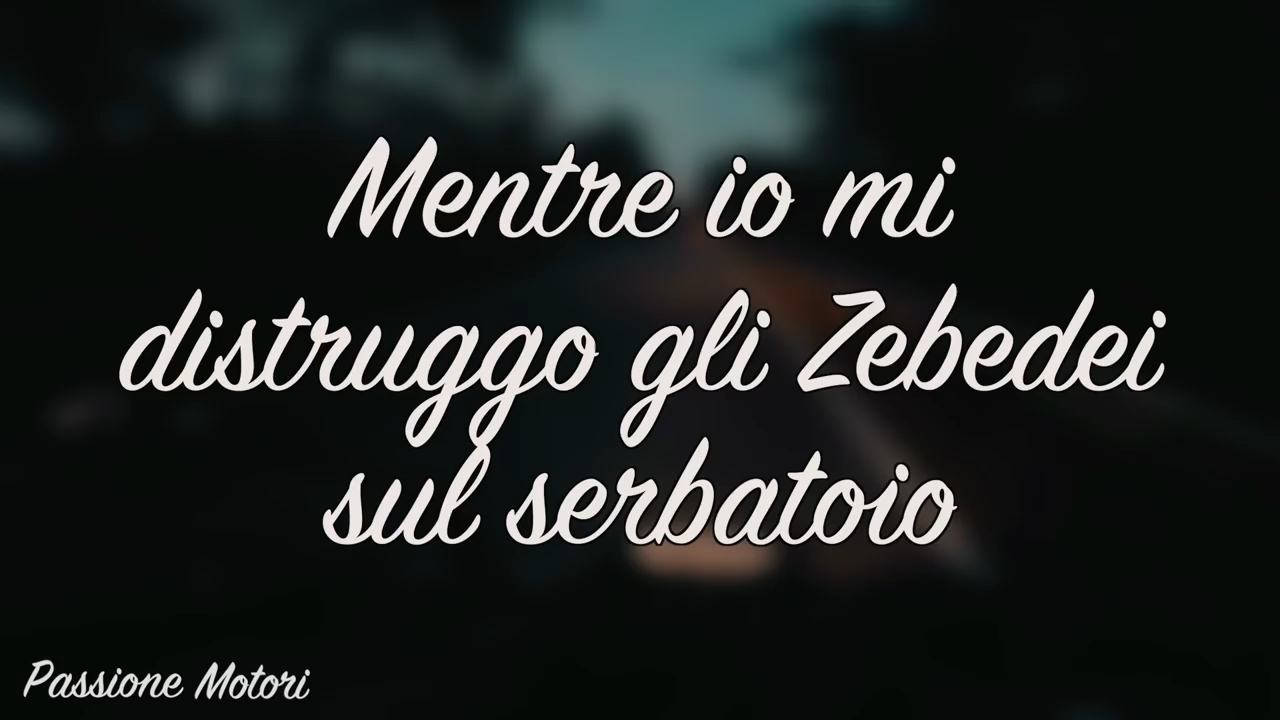 Mentre io mi
distruggo gli Zebedei
sul serbatoio
Passione Motori